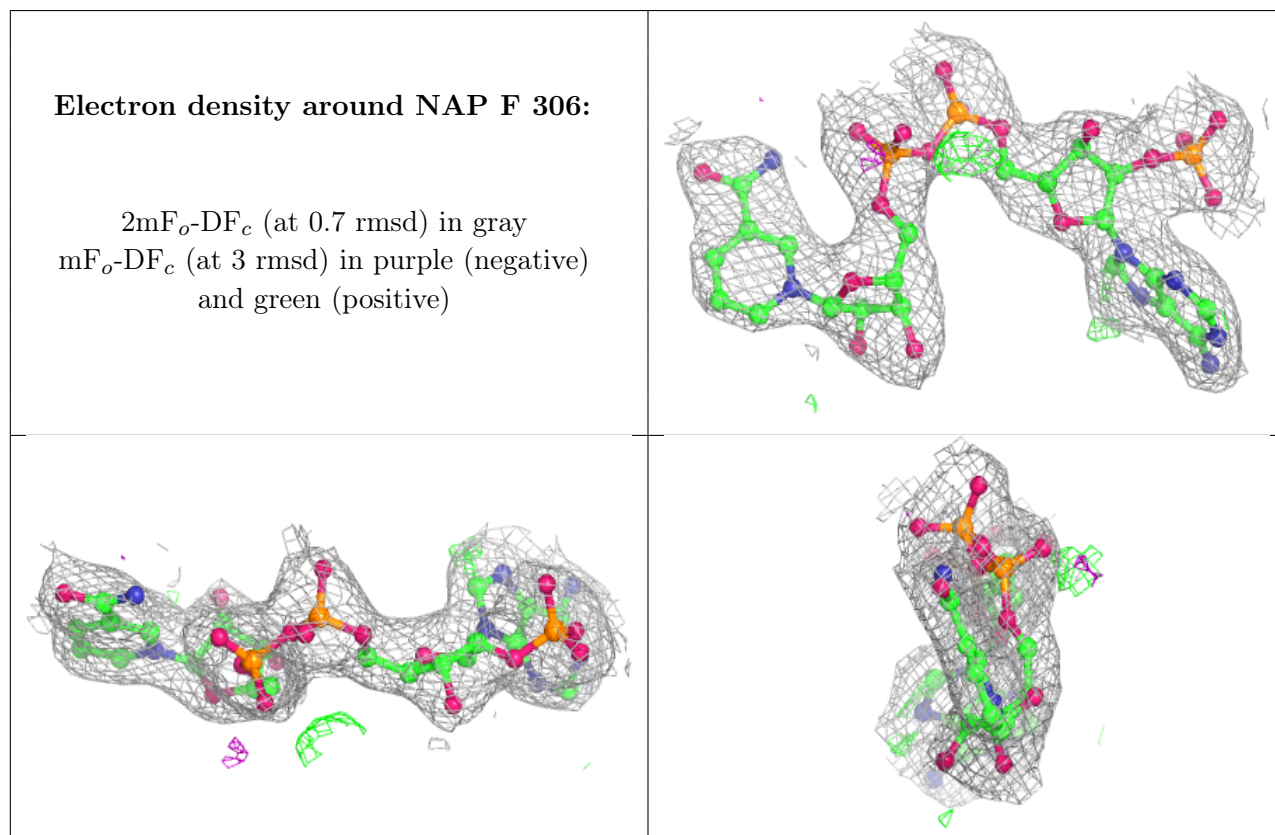 Electron density around NAP F 306:
2mFo-DFc (at 0.7 rmsd) in gray
mFo-DFc (at 3 rmsd) in purple (negative)
and green (positive)